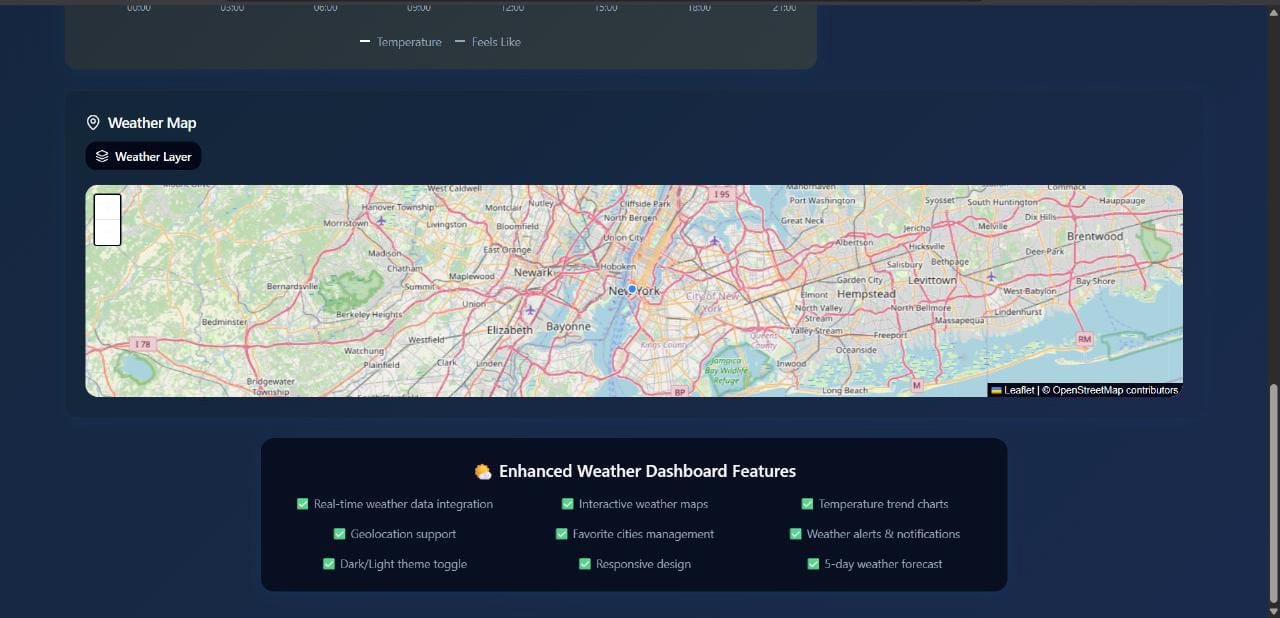 00:00 03:00 06:00 09:00 12:00 15:00 18:00 21:00
Temperature Feels Like
Weather Map
Weather Layer
West Caldwell Cliffside Park I 95 Manorhaven Commack
Hanover Township Montclair Nutley Port Washington Syosset South Huntington Hauppauge
Morristown Livingston Bloomfield North Bergen Great Neck Jericho Melville Dix Hills
Union City Albertson Hicksville Deer Park Brentwood
Madison East Orange
Chatham Maplewood Newark Hoboken Salisbury Bethpage
Bernardsville Summit New York City of New York Garden City Levittown West Babylon Bay Shore
Union Elmont Hempstead North Bellmore Lindenhurst
Bedminster Berkeley Heights Elizabeth Bayonne North Valley Stream Massapequa
Valley Stream Freeport
I 78 Westfield Kings County Queens County RM
Watchung Oceanside
Plainfield Clark Linden Jamaica Bay Wildlife Refuge Inwood
Bridgewater Township BP Long Beach M
Leaflet | © OpenStreetMap contributors
Enhanced Weather Dashboard Features
Real-time weather data integration Interactive weather maps Temperature trend charts
Geolocation support Favorite cities management Weather alerts & notifications
Dark/Light theme toggle Responsive design 5-day weather forecast